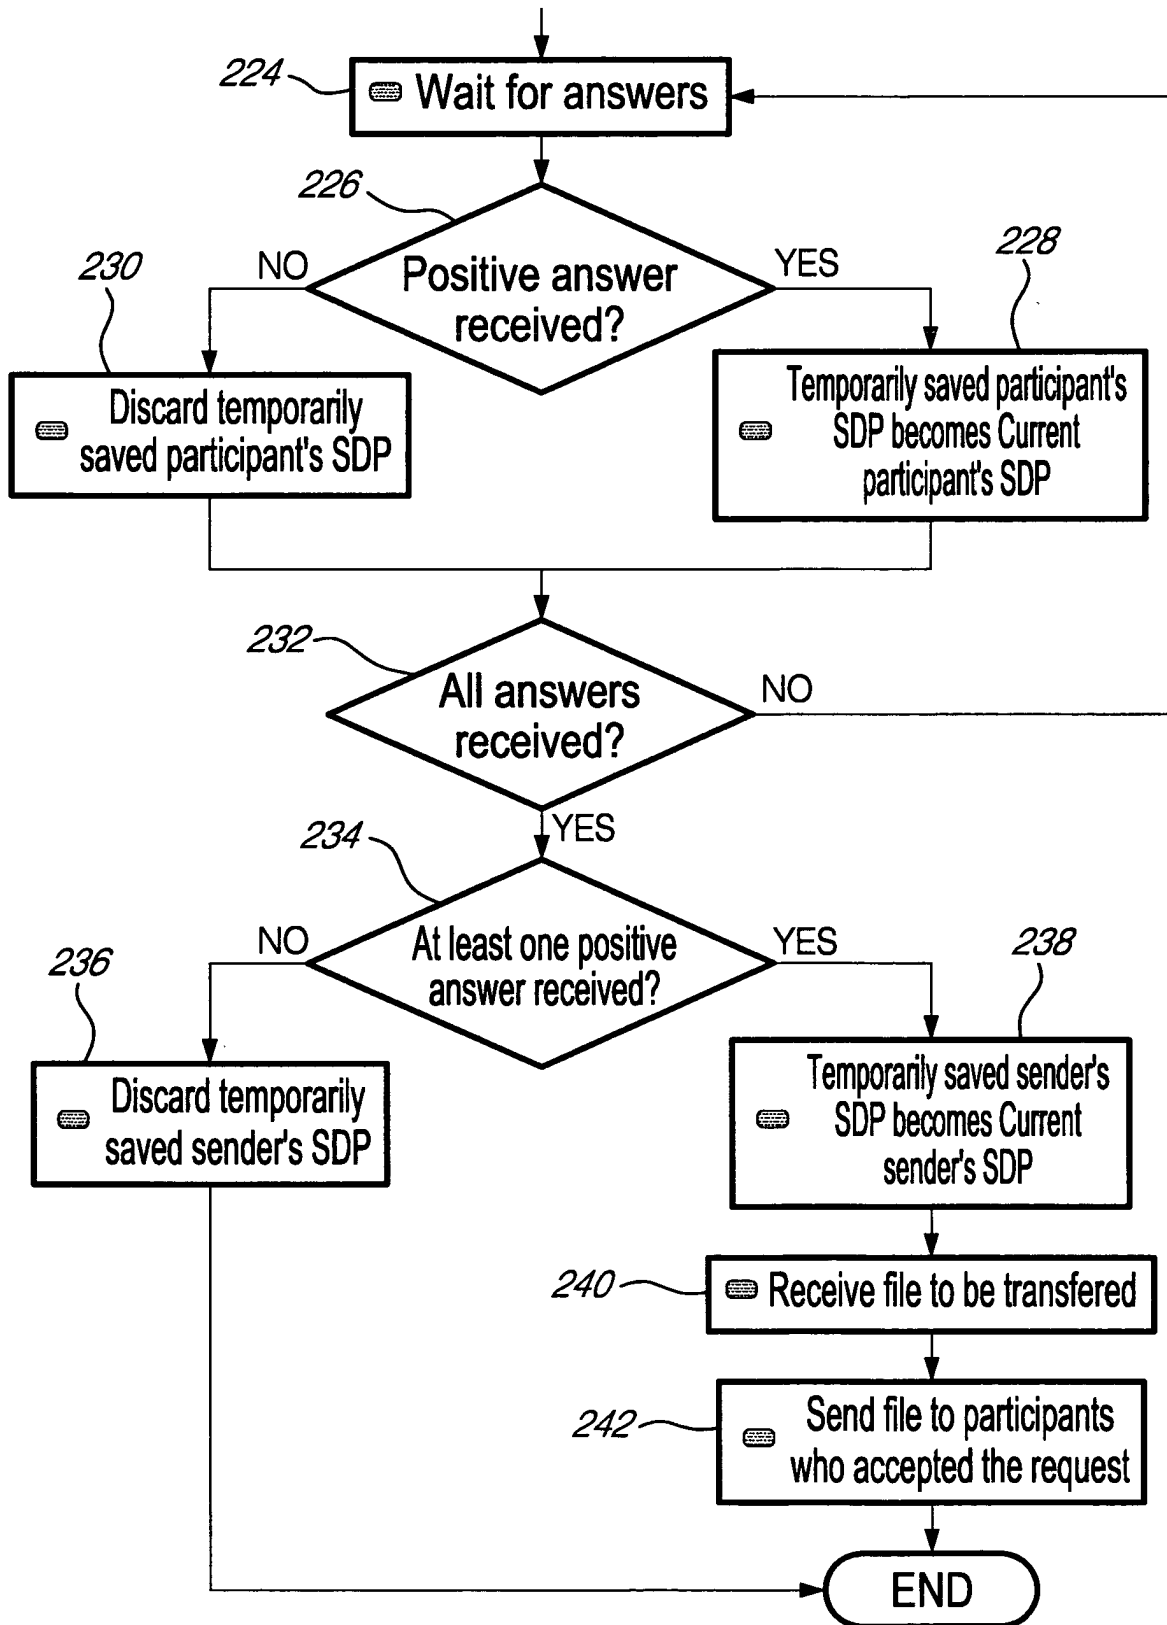 224
Wait for answers
226
230
NO
YES
228
Positive answer
received?
Discard temporarily
saved participant's SDP
Temporarily saved participant's
SDP becomes Current
participant's SDP
232
All answers
received?
NO
YES
234
NO
YES
At least one positive
answer received?
236
238
Discard temporarily
saved sender's SDP
Temporarily saved sender's
SDP becomes Current
sender's SDP
240
Receive file to be transfered
242
Send file to participants
who accepted the request
END